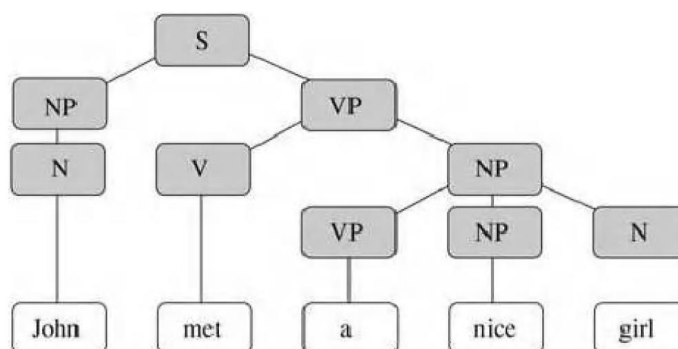 S
NP VP
N V NP
VP NP N
John met a nice girl